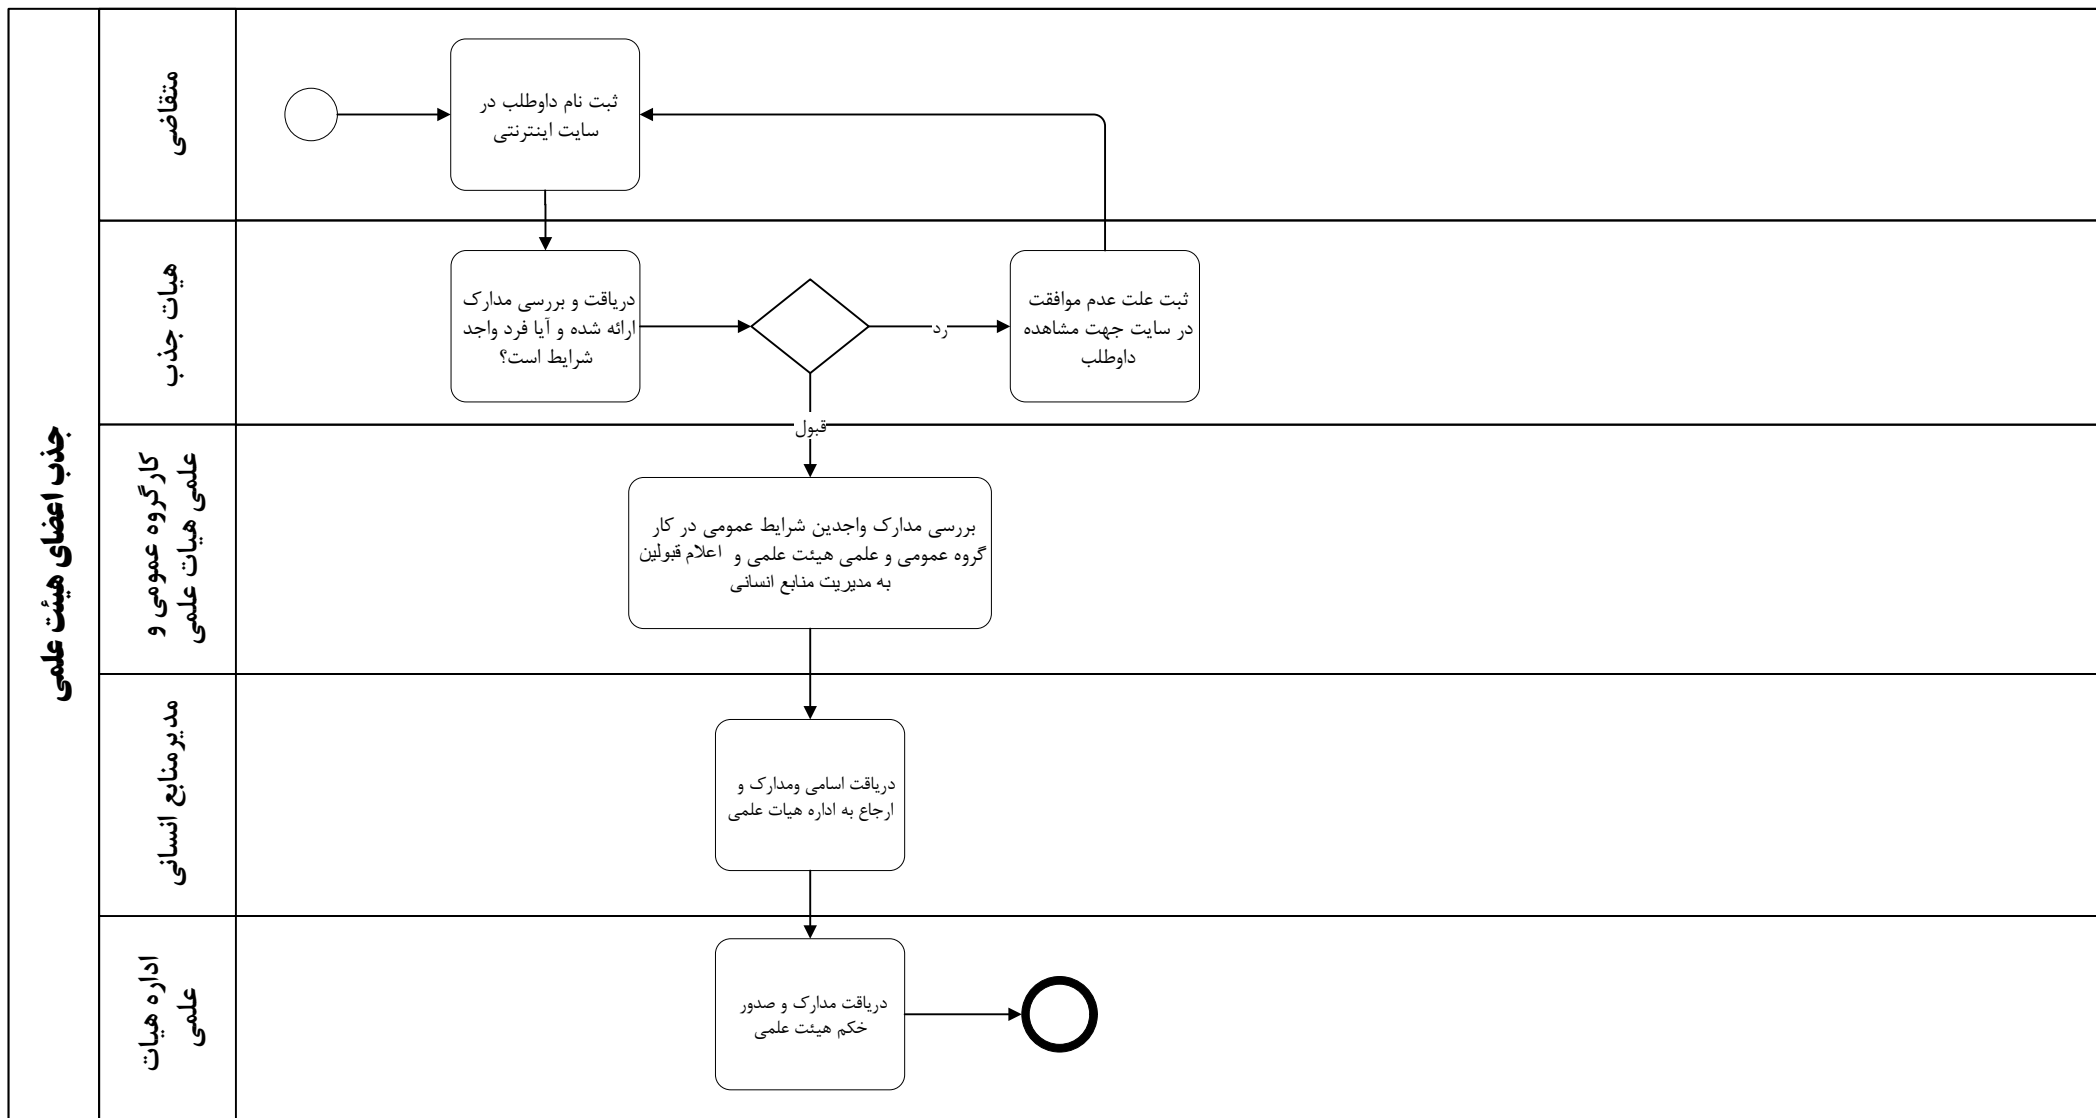 جذب اعضای هیئت علمی
متقاضی
ثبت نام داوطلب در
سایت اینترنتی
هیات جذب
دریاقت و بررسی مدارک
ارائه شده و آیا فرد واجد
شرایط است؟
رد
ثبت علت عدم موافقت
در سایت جهت مشاهده
داوطلب
قبول
کارگروه عمومی و
علمی هیات علمی
بررسی مدارک واجدین شرایط عمومی در کار
گروه عمومی و علمی هیئت علمی و اعلام قبولین
به مدیریت منابع انسانی
مدیرمنابع انسانی
دریاقت اسامی ومدارک و
ارجاع به اداره هیات علمی
اداره هیات
علمی
دریاقت مدارک و صدور
خکم هیئت علمی